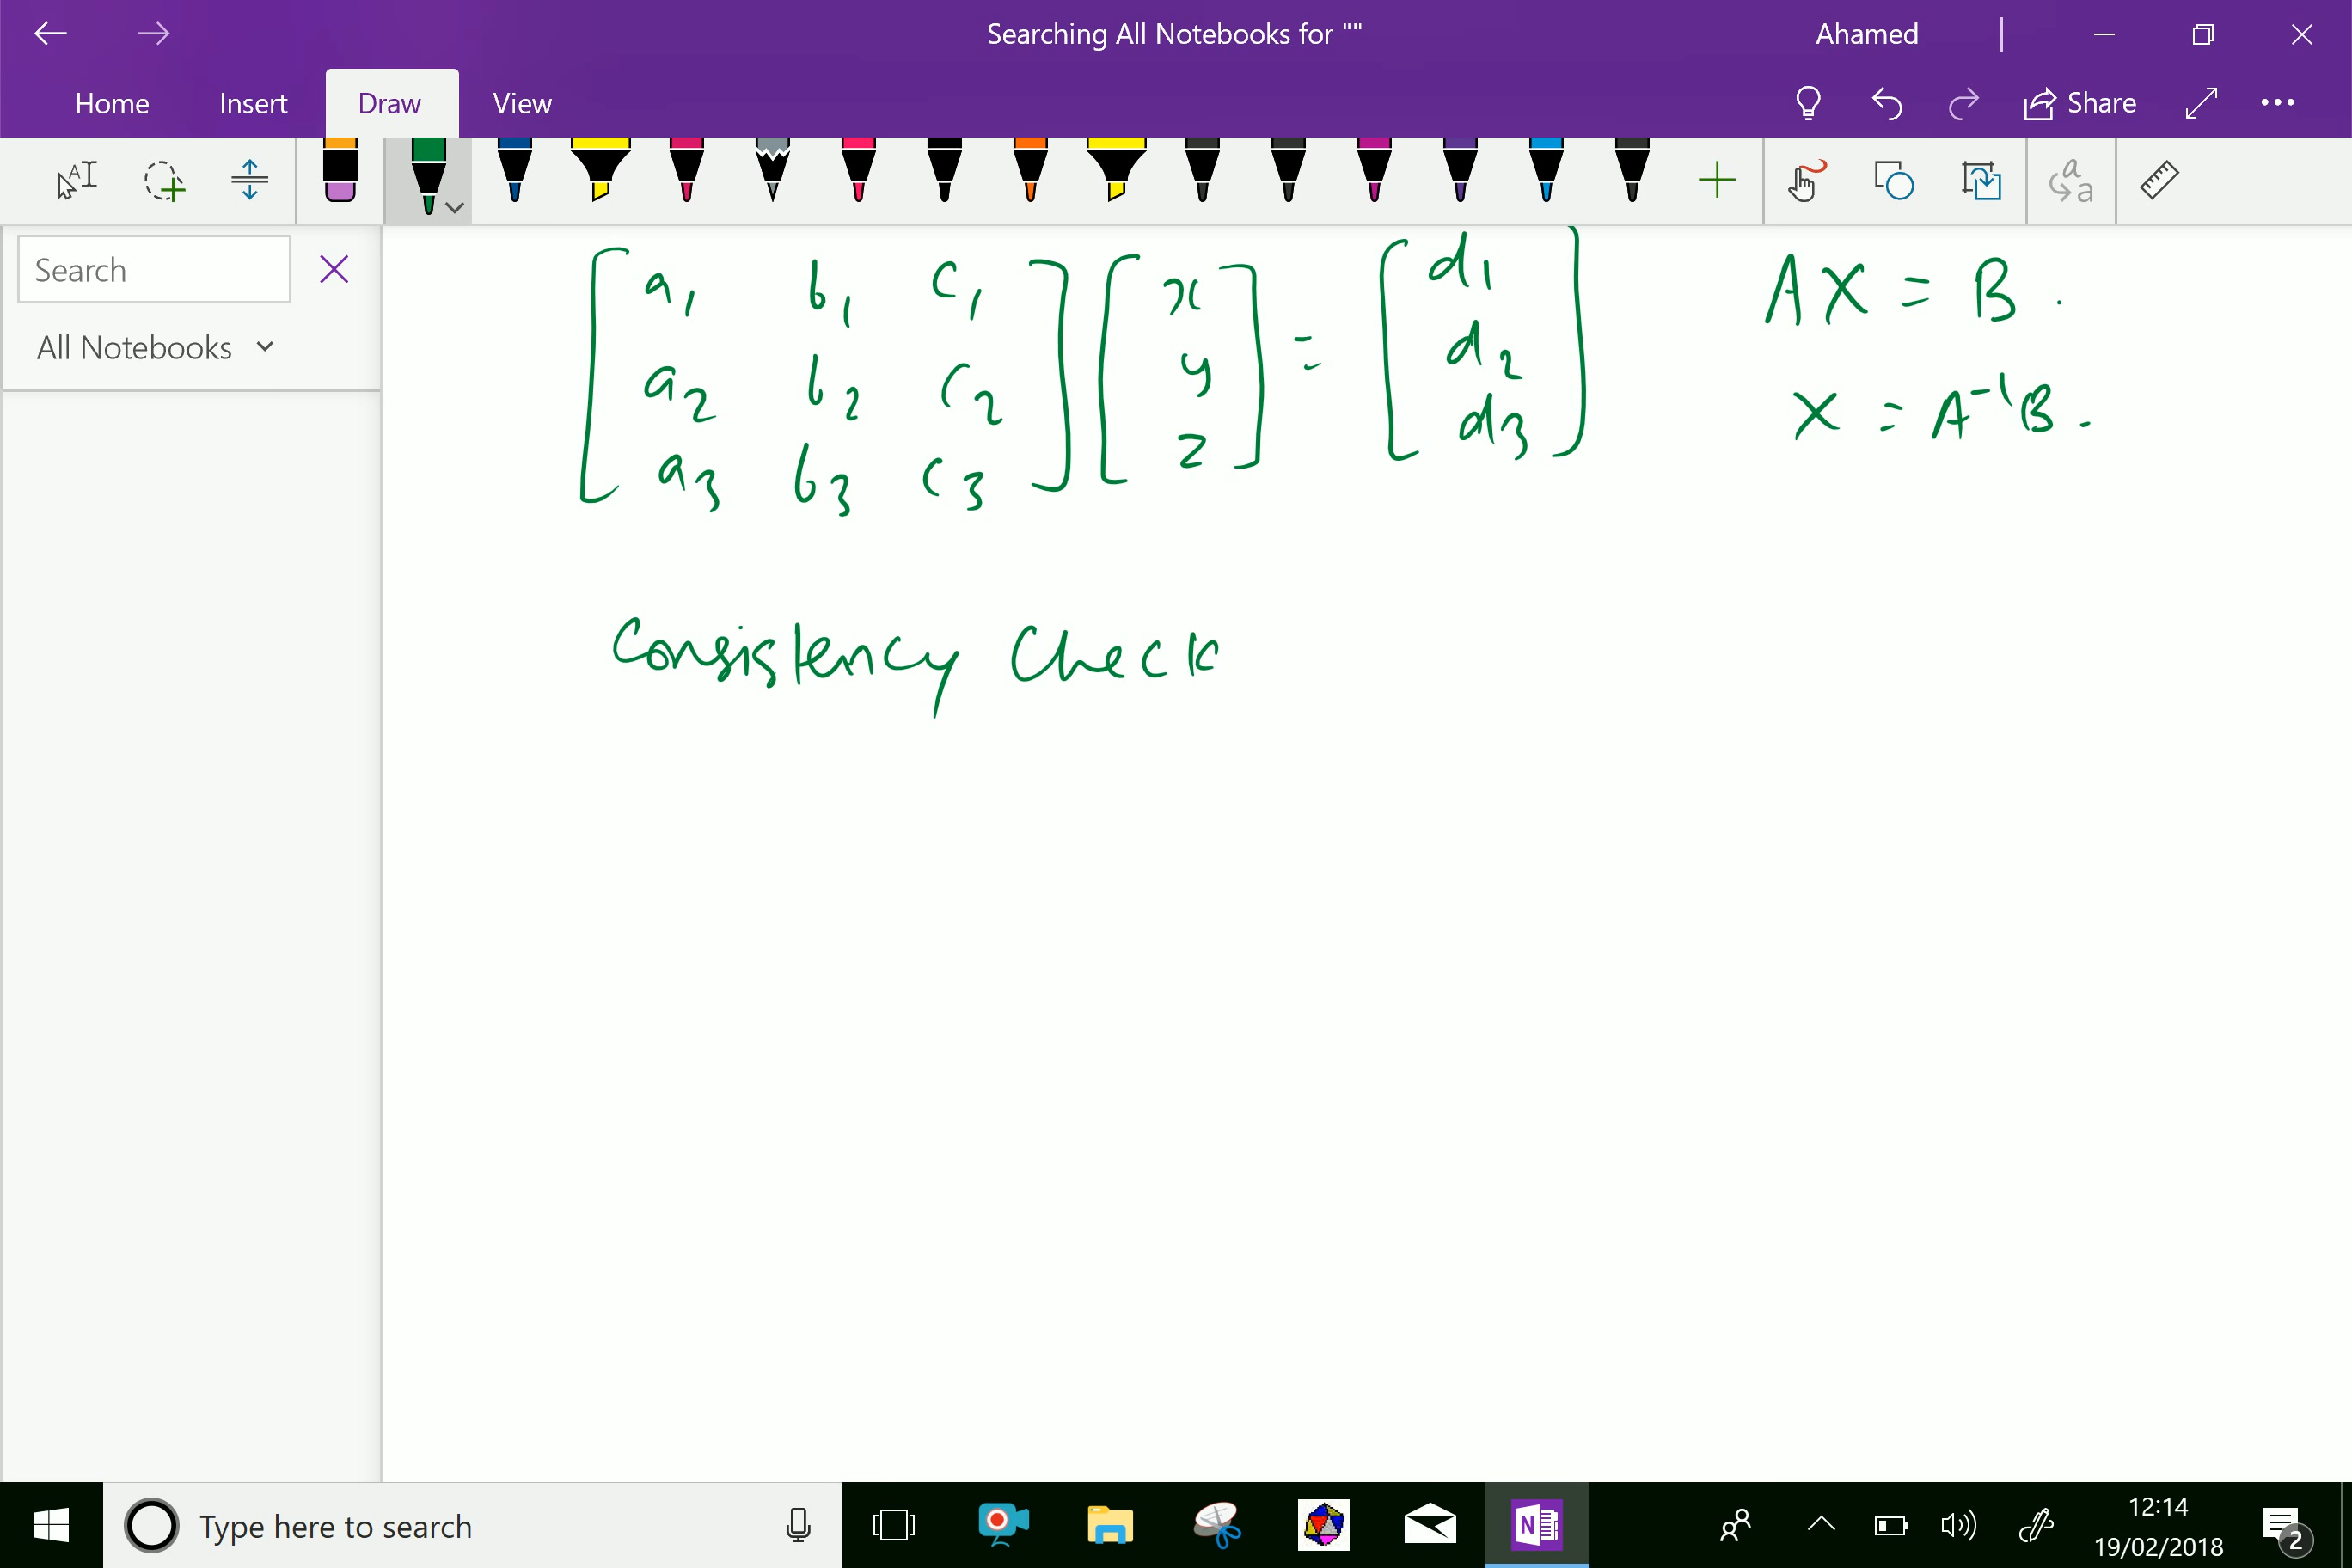 Searching All Notebooks for ""
Ahamed
Home Insert Draw View
Share
Search
All Notebooks
a₁ b₁ c₁ x = d₁ AX = B .
a₂ b₂ c₂ y d₂ X = A⁻¹B .
a₃ b₃ c₃ z d₃
Consistency Check
Type here to search
12:14
19/02/2018
2